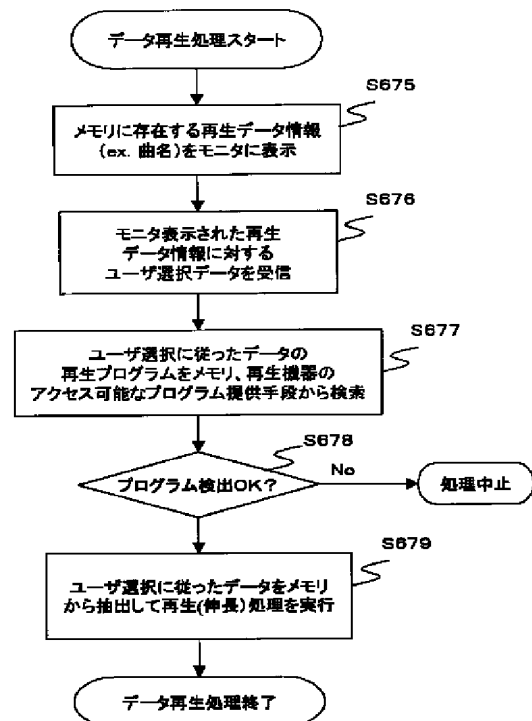 データ再生処理スタート
S675
メモリに存在する再生データ情報
(ex. 曲名)をモニタに表示
S676
モニタ表示された再生
データ情報に対する
ユーザ選択データを受信
S677
ユーザ選択に従ったデータの
再生プログラムをメモリ、再生機器の
アクセス可能なプログラム提供手段から検索
S678
プログラム検出OK?
No
処理中止
S679
ユーザ選択に従ったデータをメモリ
から抽出して再生(伸長)処理を実行
データ再生処理終了